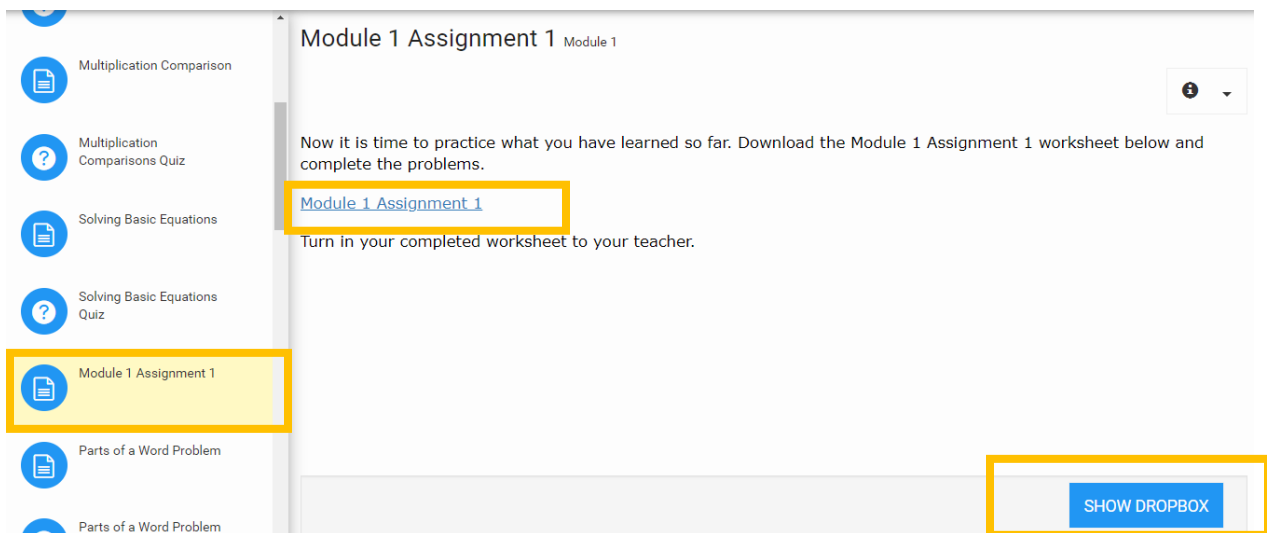 Multiplication Comparison
Multiplication
Comparisons Quiz
Solving Basic Equations
Solving Basic Equations
Quiz
Module 1 Assignment 1
Parts of a Word Problem
Parts of a Word Problem
Module 1 Assignment 1 Module 1
Now it is time to practice what you have learned so far. Download the Module 1 Assignment 1 worksheet below and
complete the problems.
Module 1 Assignment 1
Turn in your completed worksheet to your teacher.
SHOW DROPBOX